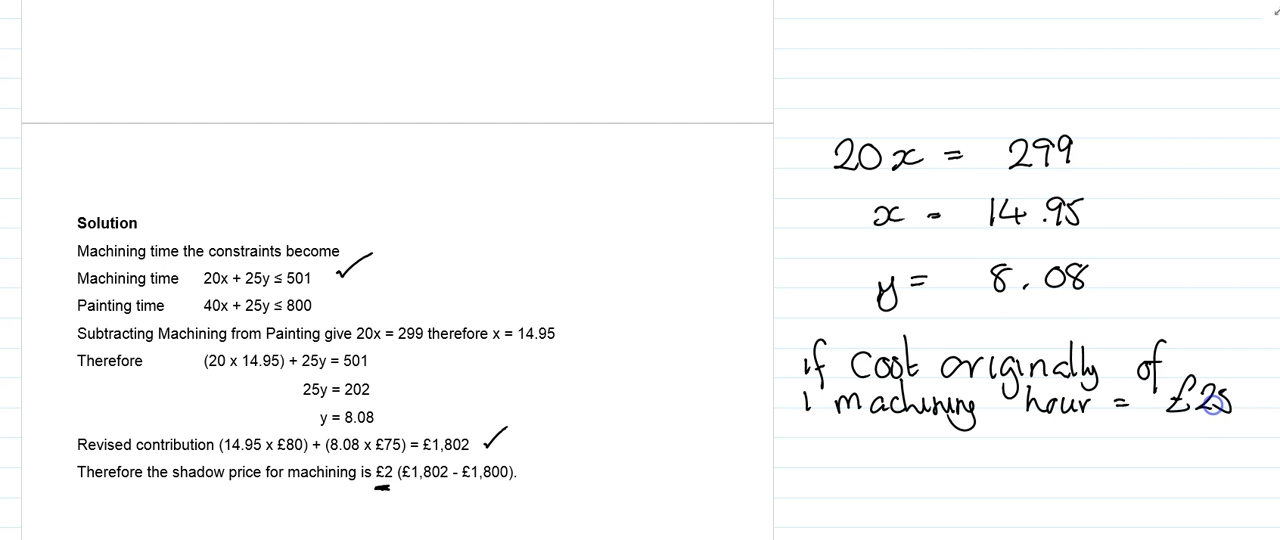 Solution
Machining time the constraints become
Machining time 20x + 25y ≤ 501
Painting time 40x + 25y ≤ 800
Subtracting Machining from Painting give 20x = 299 therefore x = 14.95
Therefore (20 x 14.95) + 25y = 501
25y = 202
y = 8.08
Revised contribution (14.95 x £80) + (8.08 x £75) = £1,802
Therefore the shadow price for machining is £2 (£1,802 - £1,800).
20x = 299
x = 14.95
y = 8.08
if cost originally of
1 machining hour = £25